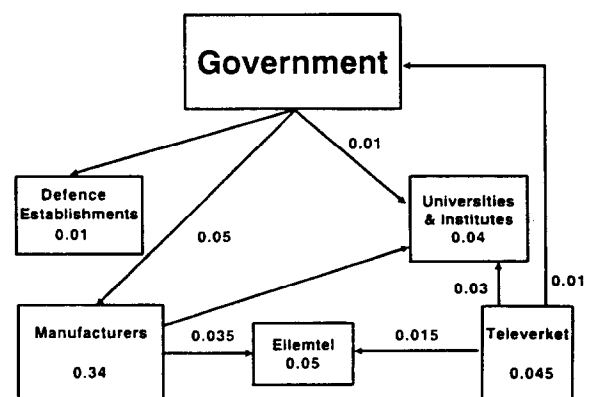 Government
0.01
Defence
Establishments
0.01
Universities
& Institutes
0.04
0.05
0.03
0.01
Manufacturers
0.34
0.035
Ellemtel
0.05
0.015
Televerket
0.045